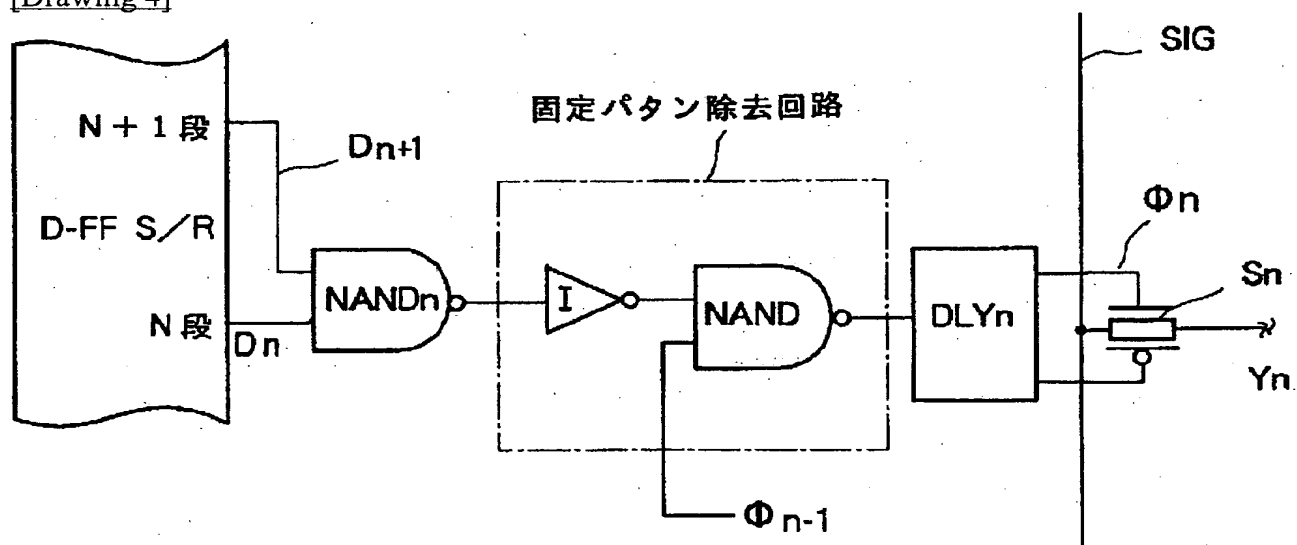 [Drawing 4]
SIG
固定パタン除去回路
N + 1 段
Dn+1
D-FF S/R
Φn
Sn
NANDn
I
NAND
DLYn
N 段
Dn
Yn
Φn-1